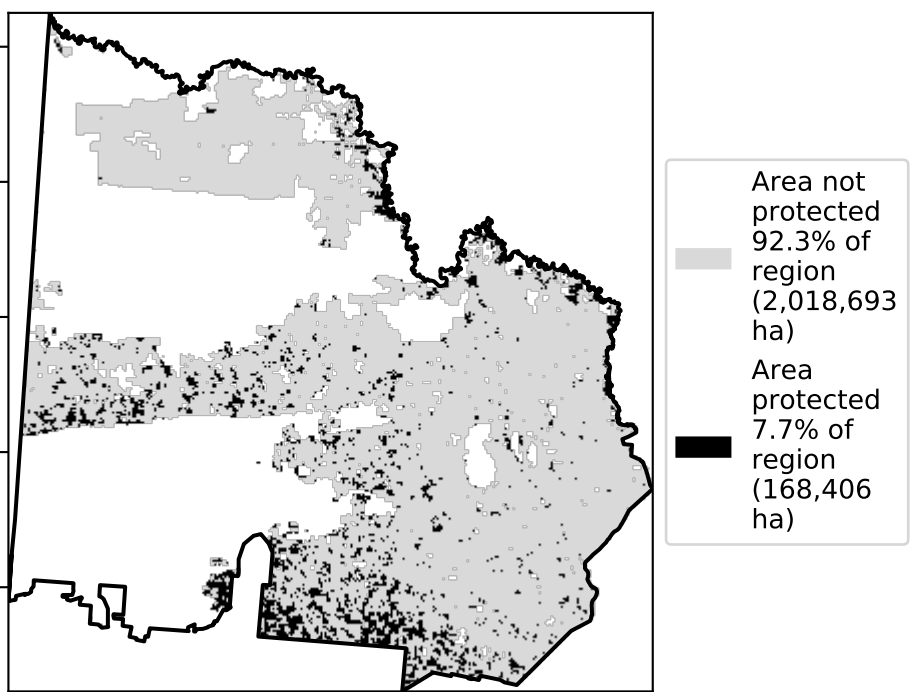 Area not
protected
92.3% of
region
(2,018,693
ha)
Area
protected
7.7% of
region
(168,406
ha)